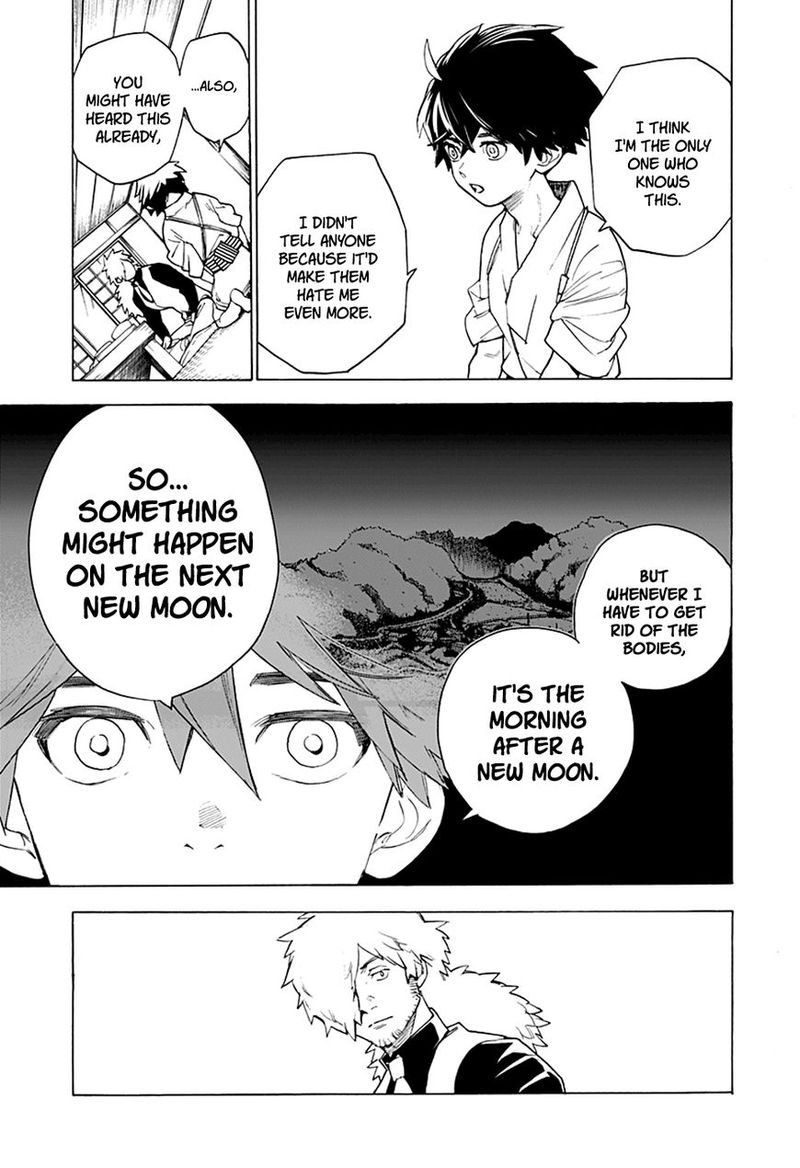 I THINK
I'M THE ONLY
ONE WHO
KNOWS
THIS.
I DIDN'T
TELL ANYONE
BECAUSE IT'D
MAKE THEM
HATE ME
EVEN MORE.
...ALSO,
YOU
MIGHT HAVE
HEARD THIS
ALREADY,
BUT
WHENEVER I
HAVE TO GET
RID OF THE
BODIES,
IT'S THE
MORNING
AFTER A
NEW MOON.
SO...
SOMETHING
MIGHT HAPPEN
ON THE NEXT
NEW MOON.